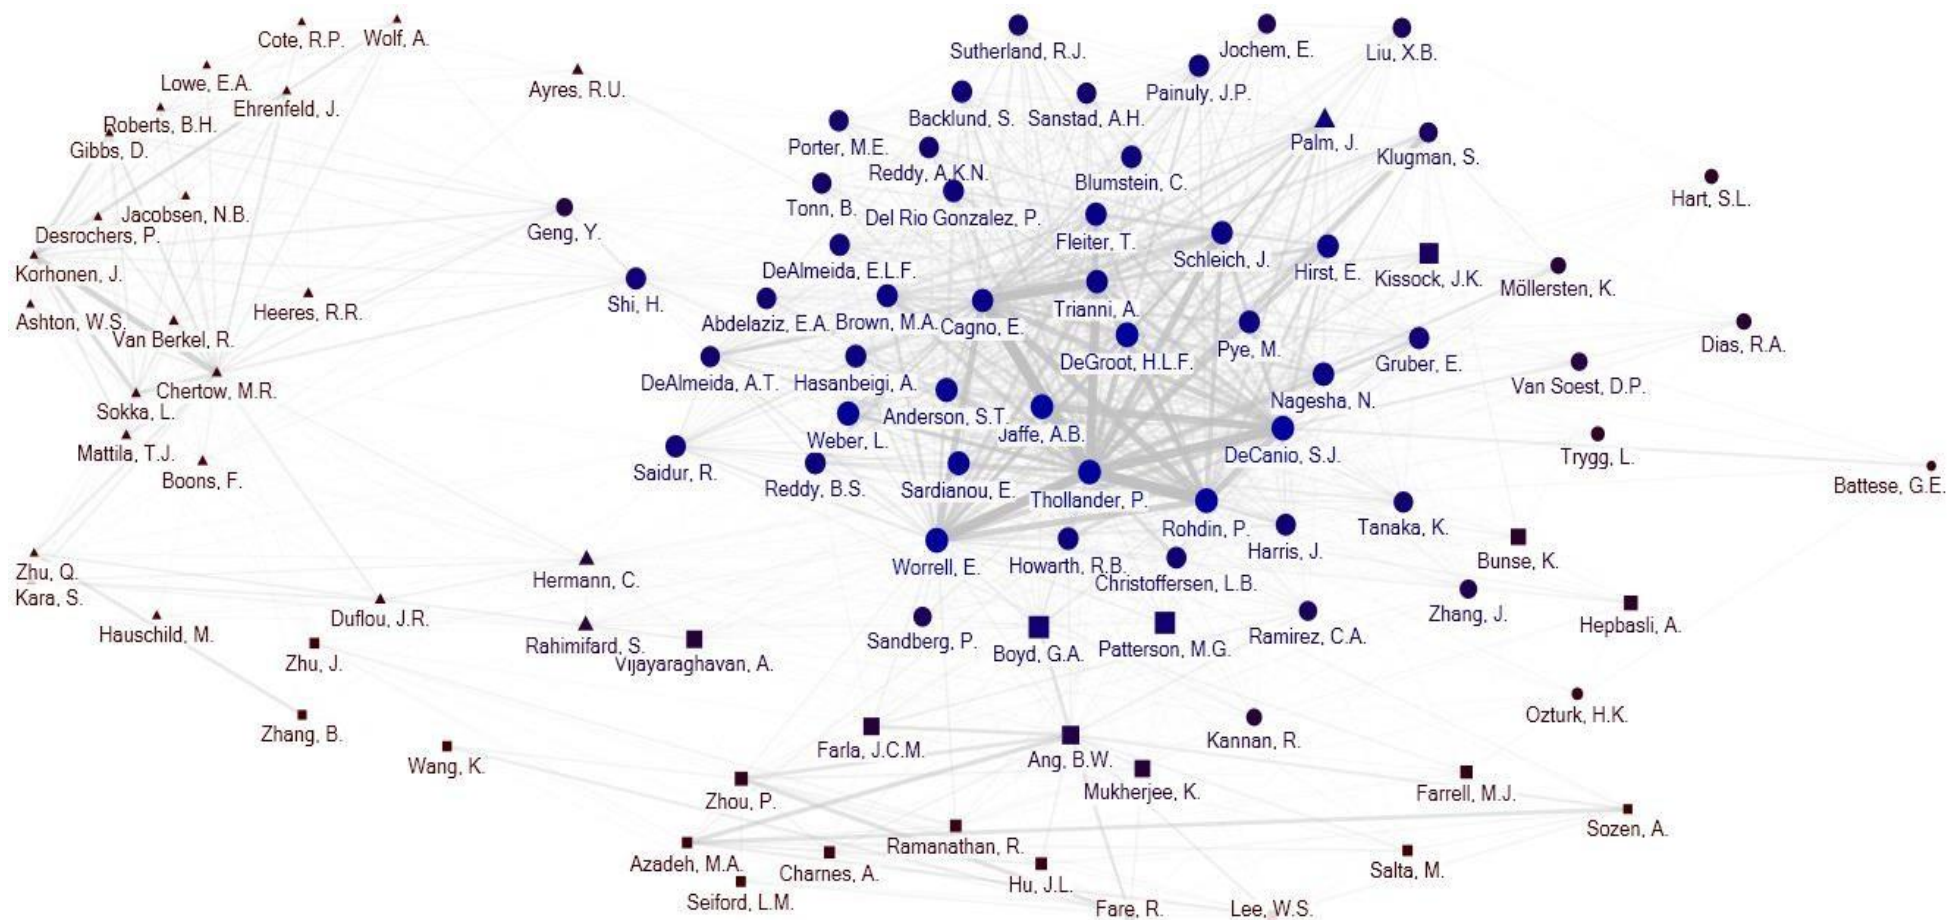 Cote, R.P.
Wolf, A.
Sutherland, R.J.
Jochem, E.
Liu, X.B.
Lowe, E.A.
Ayres, R.U.
Painuly, J.P.
Ehrenfeld, J.
Roberts, B.H.
Backlund, S.
Sanstad, A.H.
Gibbs, D.
Porter, M.E.
Palm, J.
Klugman, S.
Reddy, A.K.N.
Blumstein, C.
Hart, S.L.
Jacobsen, N.B.
Tonn, B.
Del Rio Gonzalez, P.
Desrochers, P.
Geng, Y.
Fleiter, T.
Schleich, J.
Korhonen, J.
DeAlmeida, E.L.F.
Hirst, E.
Kissock, J.K.
Möllersten, K.
Shi, H.
Heeres, R.R.
Trianni, A.
Ashton, W.S.
Abdelaziz, E.A.
Brown, M.A.
Cagno, E.
Van Berkel, R.
Pye, M.
Dias, R.A.
DeGroot, H.L.F.
Gruber, E.
Chertow, M.R.
DeAlmeida, A.T.
Hasanbeigi, A.
Van Soest, D.P.
Sokka, L.
Anderson, S.T.
Nagesha, N.
Mattila, T.J.
Weber, L.
Jaffe, A.B.
DeCanio, S.J.
Trygg, L.
Boons, F.
Saidur, R.
Reddy, B.S.
Sardianou, E.
Thollander, P.
Battese, G.E.
Rohdin, P.
Tanaka, K.
Harris, J.
Zhu, Q.
Hermann, C.
Worrell, E.
Howarth, R.B.
Christoffersen, L.B.
Bunse, K.
Kara, S.
Duflou, J.R.
Zhang, J.
Hauschild, M.
Rahimifard, S.
Sandberg, P.
Ramirez, C.A.
Hepbasli, A.
Zhu, J.
Vijayaraghavan, A.
Boyd, G.A.
Patterson, M.G.
Zhang, B.
Ozturk, H.K.
Wang, K.
Farla, J.C.M.
Ang, B.W.
Kannan, R.
Zhou, P.
Mukherjee, K.
Farrell, M.J.
Ramanathan, R.
Sozen, A.
Azadeh, M.A.
Charnes, A.
Salta, M.
Seiford, L.M.
Hu, J.L.
Fare, R.
Lee, W.S.